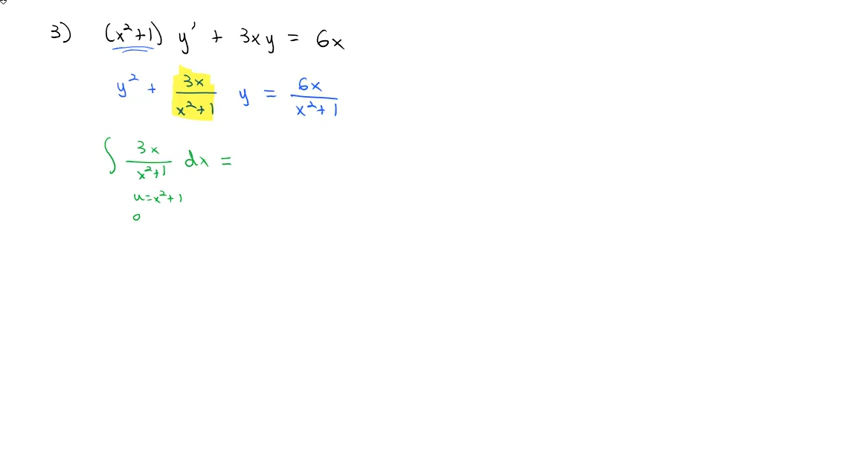 3) (x²+1) y' + 3xy = 6x
y² + 3x/(x²+1) y = 6x/(x²+1)
∫ 3x/(x²+1) dx =
u=x²+1